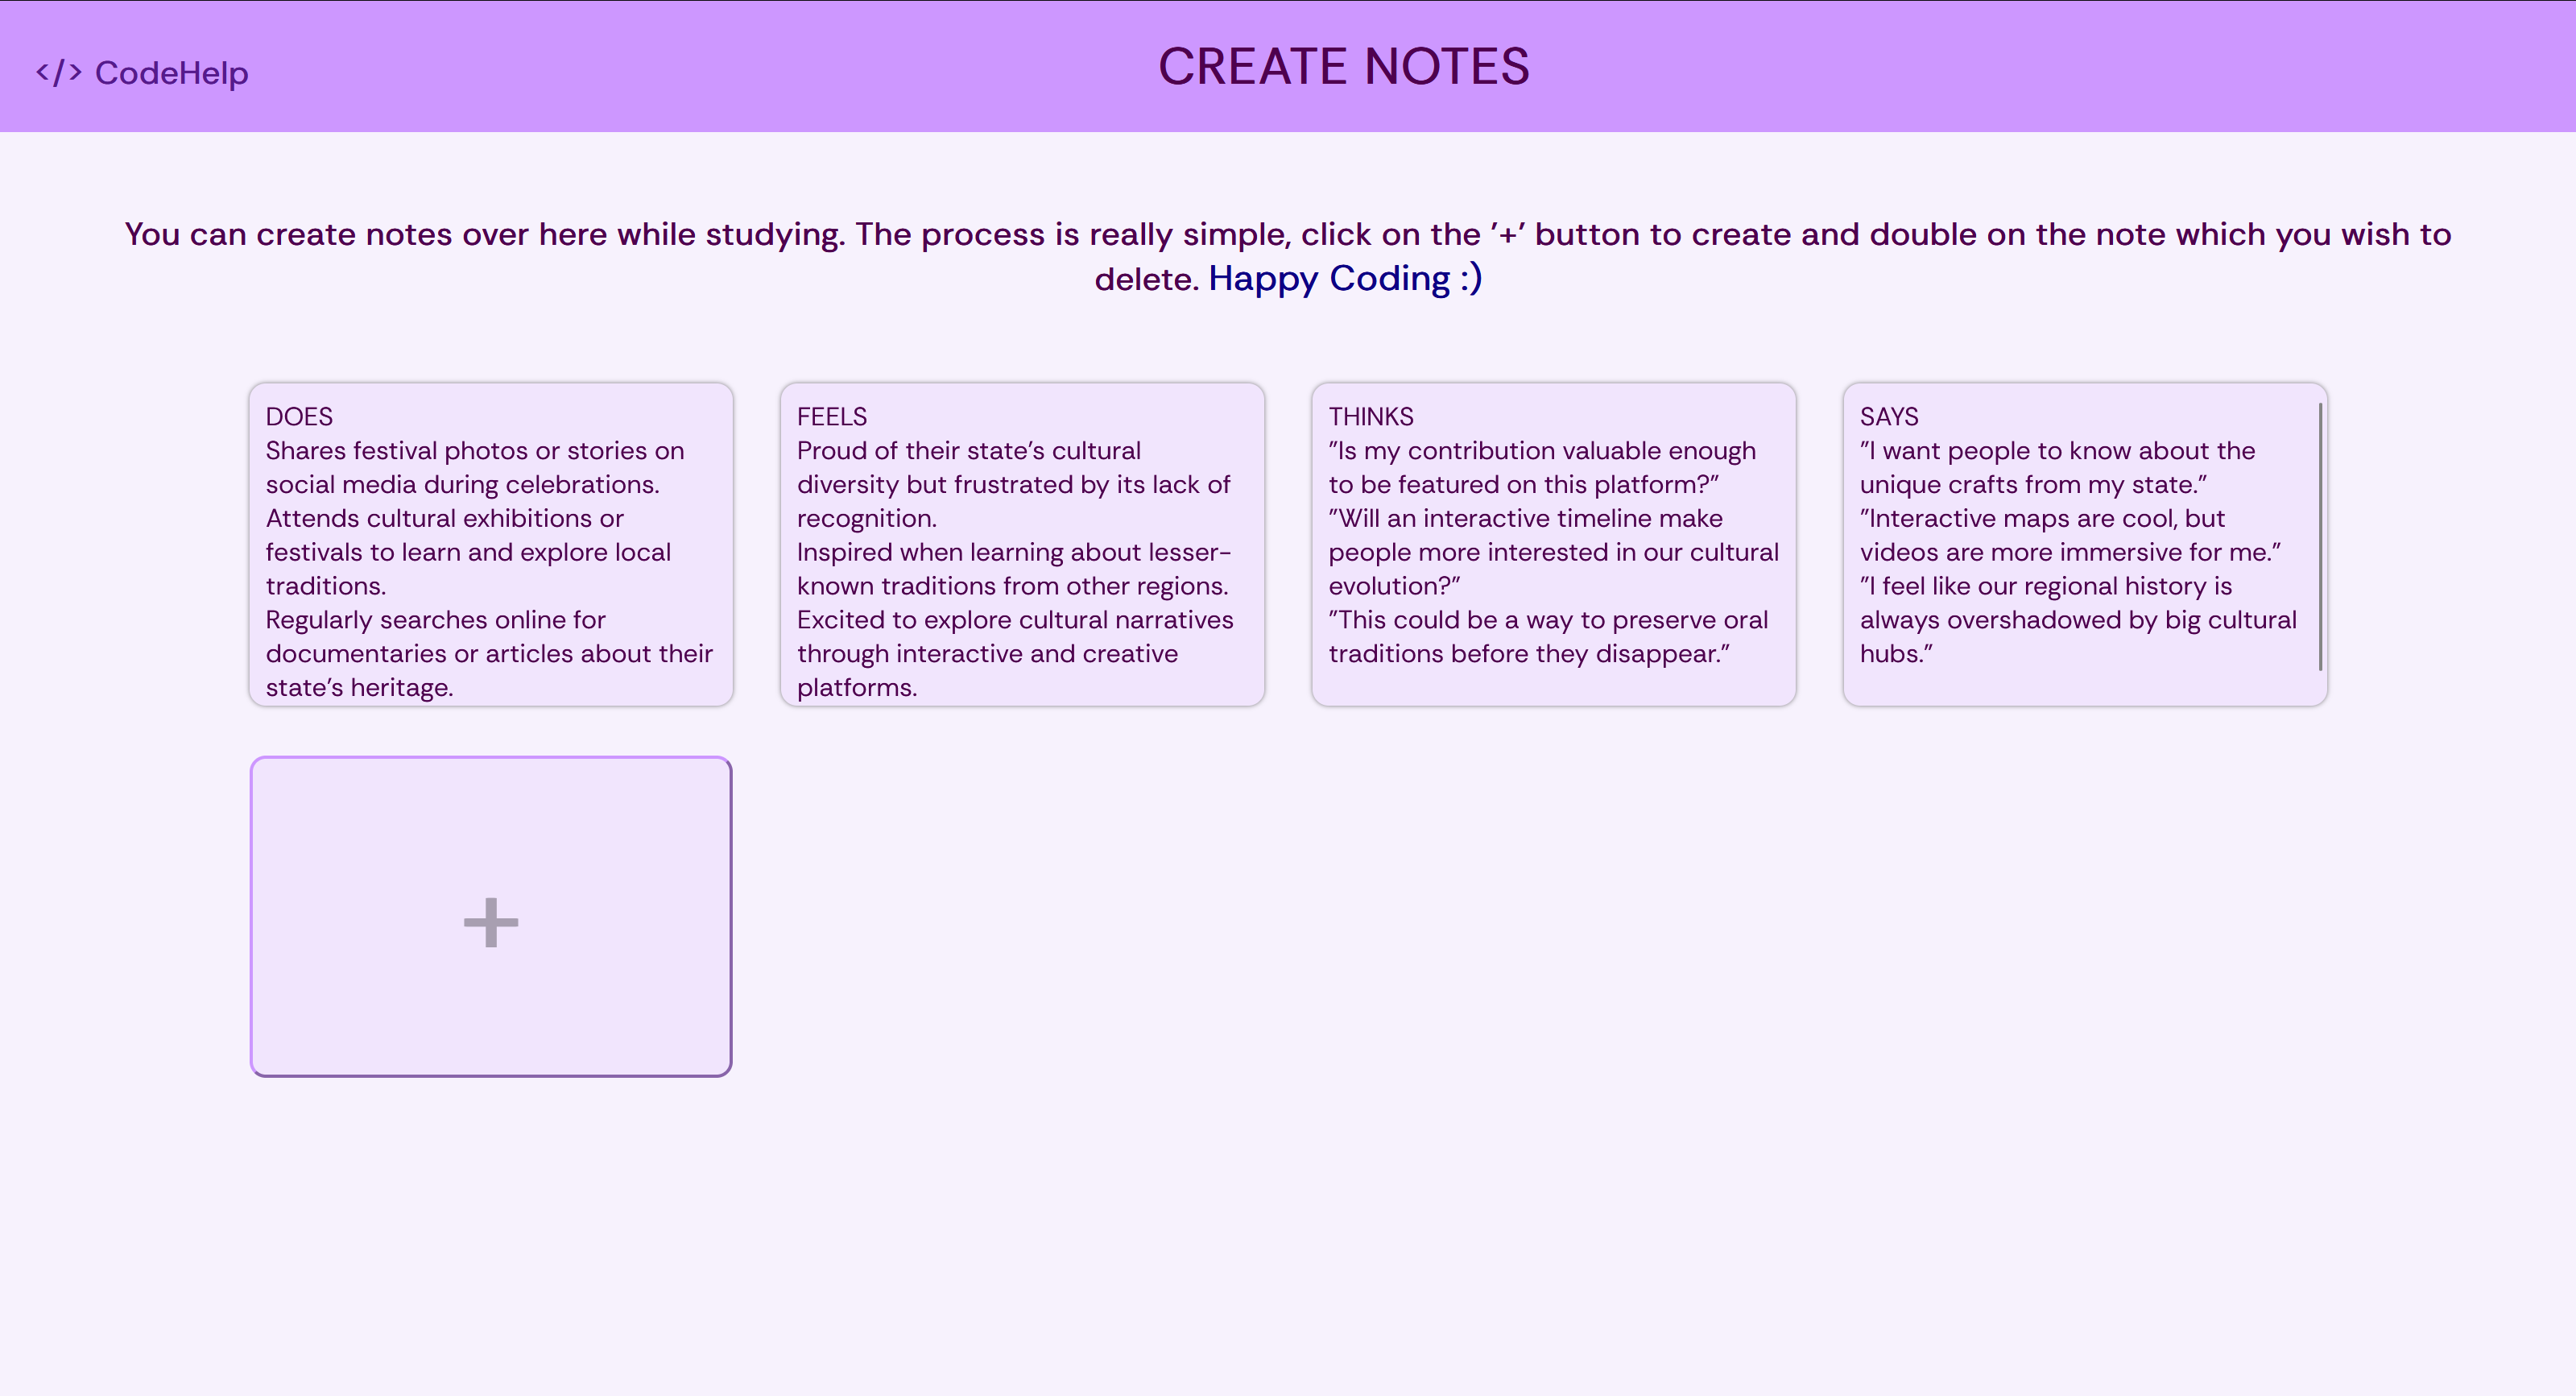 </> CodeHelp
CREATE NOTES
You can create notes over here while studying. The process is really simple, click on the '+' button to create and double on the note which you wish to
delete. Happy Coding :)
DOES
Shares festival photos or stories on
social media during celebrations.
Attends cultural exhibitions or
festivals to learn and explore local
traditions.
Regularly searches online for
documentaries or articles about their
state's heritage.
FEELS
Proud of their state's cultural
diversity but frustrated by its lack of
recognition.
Inspired when learning about lesser-
known traditions from other regions.
Excited to explore cultural narratives
through interactive and creative
platforms.
THINKS
"Is my contribution valuable enough
to be featured on this platform?"
"Will an interactive timeline make
people more interested in our cultural
evolution?"
"This could be a way to preserve oral
traditions before they disappear."
SAYS
"I want people to know about the
unique crafts from my state."
"Interactive maps are cool, but
videos are more immersive for me."
"I feel like our regional history is
always overshadowed by big cultural
hubs."
+